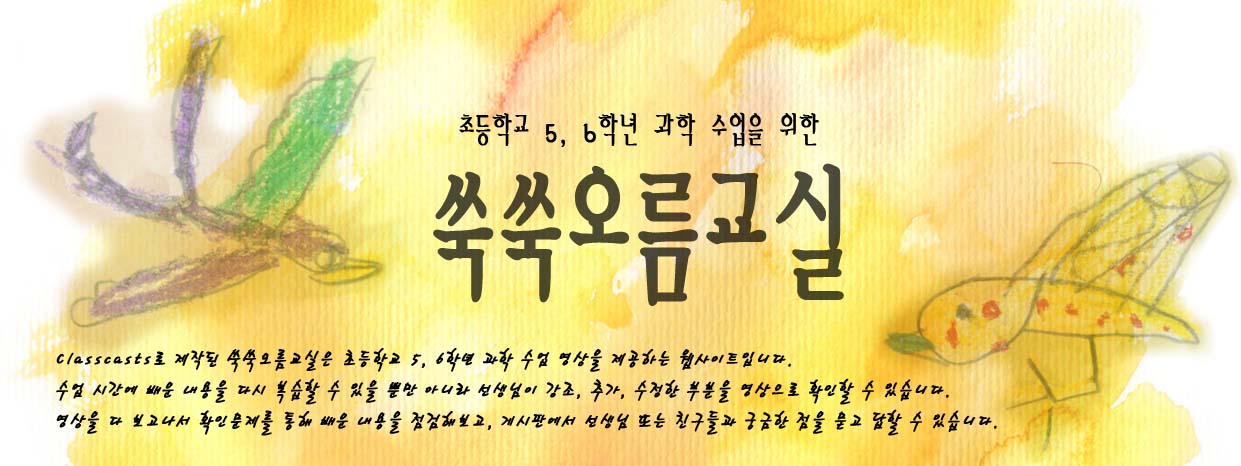 초등학교 5, 6학년 과학 수업을 위한
쑥쑥오름교실
Classcasts로 제작된 쑥쑥오름교실은 초등학교 5, 6학년 과학 수업 영상을 제공하는 웹사이트입니다.
수업 시간에 배운 내용을 다시 복습할 수 있을 뿐만 아니라 선생님이 강조, 추가, 수정한 부분을 영상으로 확인할 수 있습니다.
영상을 다 보고나서 확인문제를 통해 배운 내용을 점검해보고, 게시판에서 선생님 또는 친구들과 궁금한 점을 묻고 답할 수 있습니다.